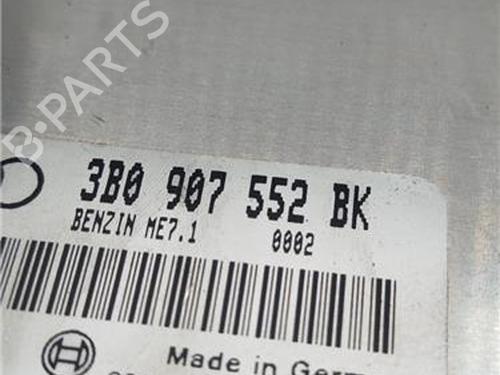 B-PARTS
3B0 907 552 BK
BENZIN ME7.1 0002
Made in Germ